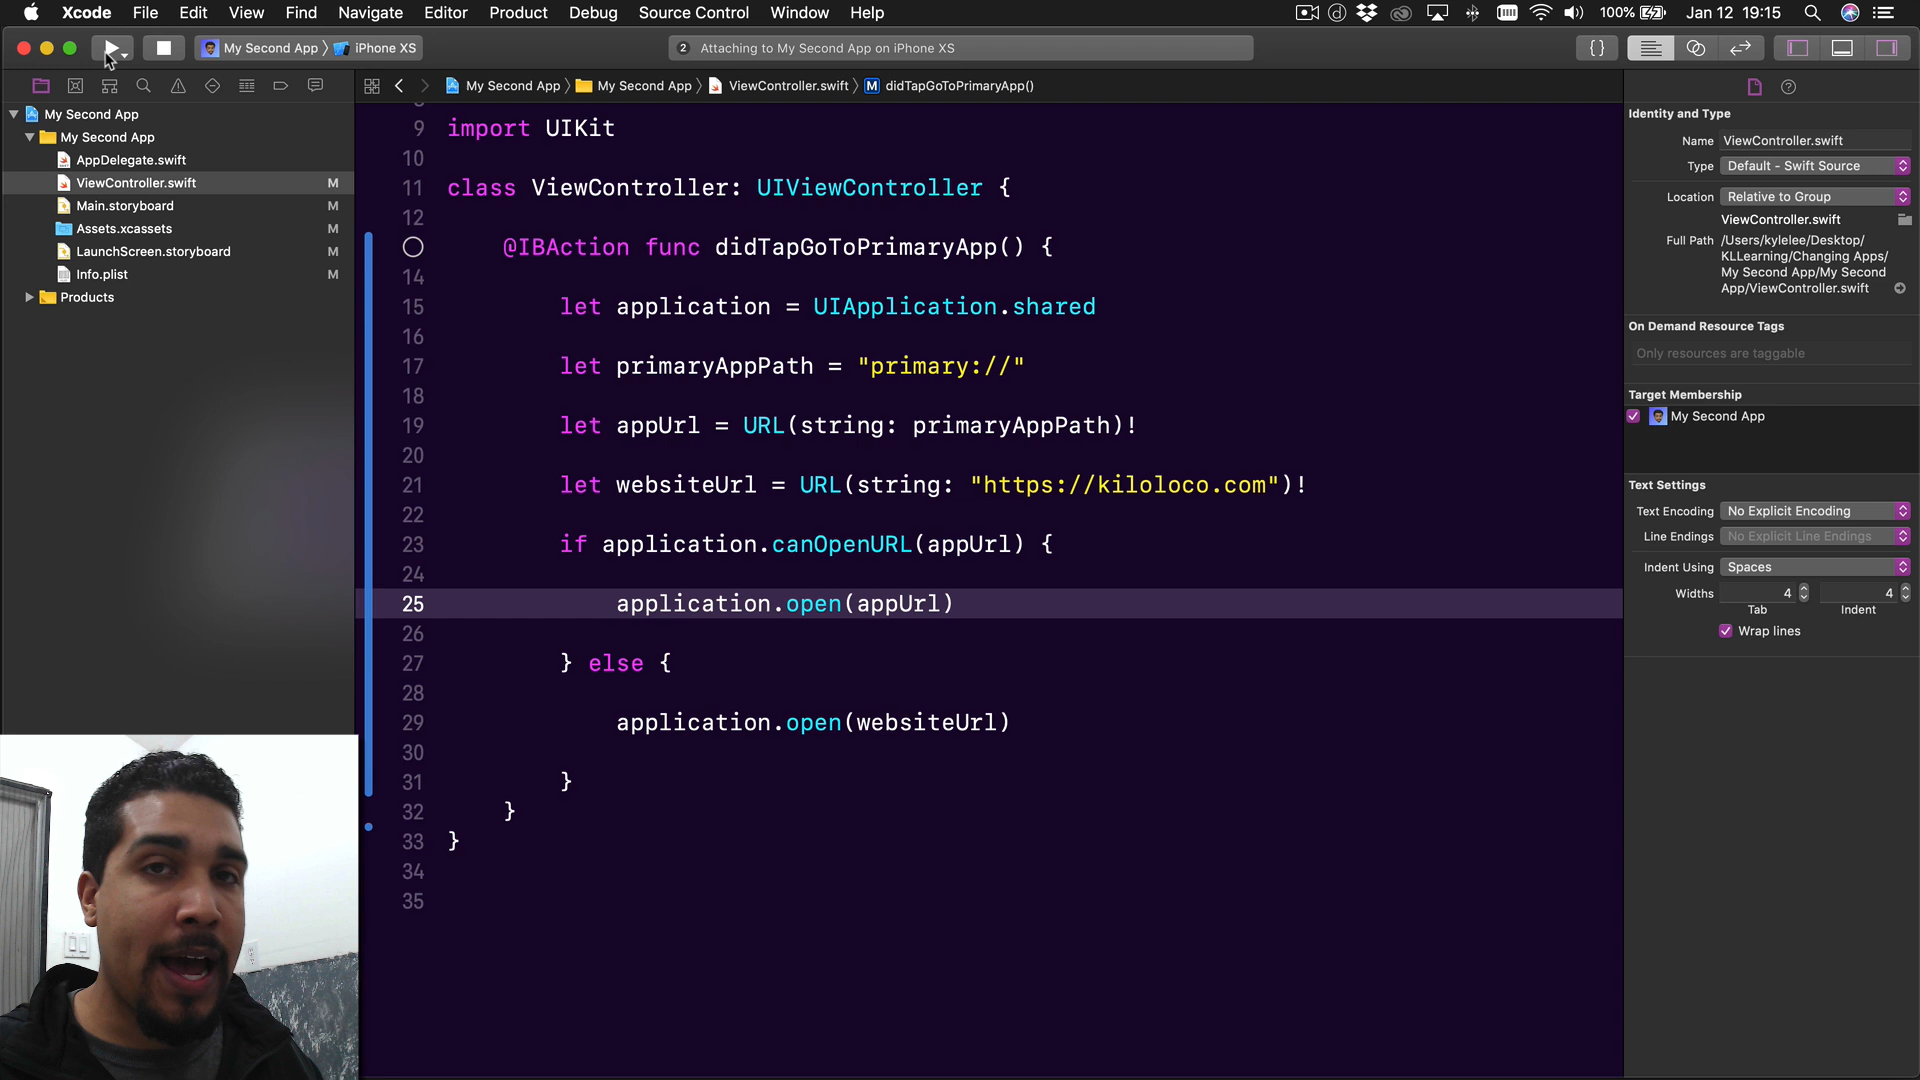 Xcode File Edit View Find Navigate Editor Product Debug Source Control Window Help 100% Jan 12 19:15
My Second App iPhone XS 2 Attaching to My Second App on iPhone XS {}
My Second App My Second App ViewController.swift M didTapGoToPrimaryApp()
My Second App
My Second App
AppDelegate.swift
ViewController.swift M
Main.storyboard M
Assets.xcassets M
LaunchScreen.storyboard M
Info.plist M
Products
9 import UIKit
10
11 class ViewController: UIViewController {
12
@IBAction func didTapGoToPrimaryApp() {
14
15 let application = UIApplication.shared
16
17 let primaryAppPath = "primary://"
18
19 let appUrl = URL(string: primaryAppPath)!
20
21 let websiteUrl = URL(string: "https://kiloloco.com")!
22
23 if application.canOpenURL(appUrl) {
24
25 application.open(appUrl)
26
27 } else {
28
29 application.open(websiteUrl)
30
31 }
32 }
33 }
34
35
Identity and Type
Name ViewController.swift
Type Default - Swift Source
Location Relative to Group
ViewController.swift
Full Path /Users/kylelee/Desktop/
KLLearning/Changing Apps/
My Second App/My Second
App/ViewController.swift
On Demand Resource Tags
Only resources are taggable
Target Membership
My Second App
Text Settings
Text Encoding No Explicit Encoding
Line Endings No Explicit Line Endings
Indent Using Spaces
Widths 4 4
Tab Indent
Wrap lines